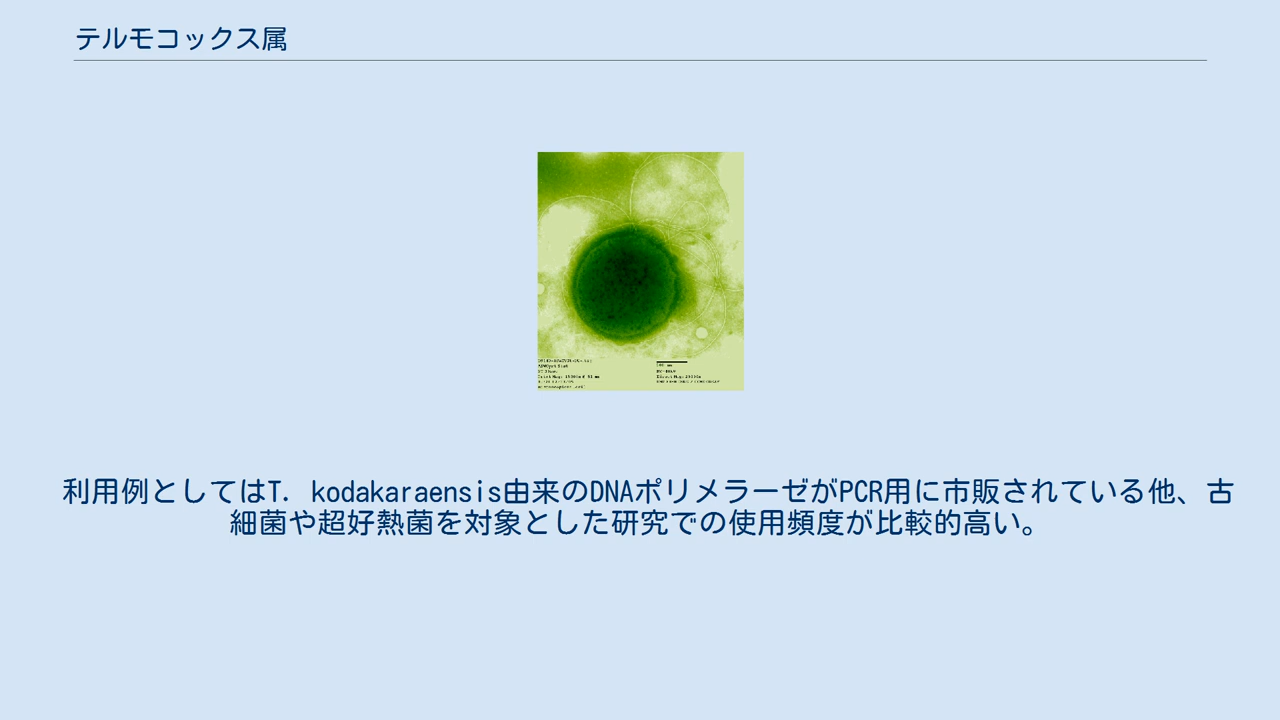 テルモコックス属
利用例としてはT. kodakaraensis由来のDNAポリメラーゼがPCR用に市販されている他、古
細菌や超好熱菌を対象とした研究での使用頻度が比較的高い。